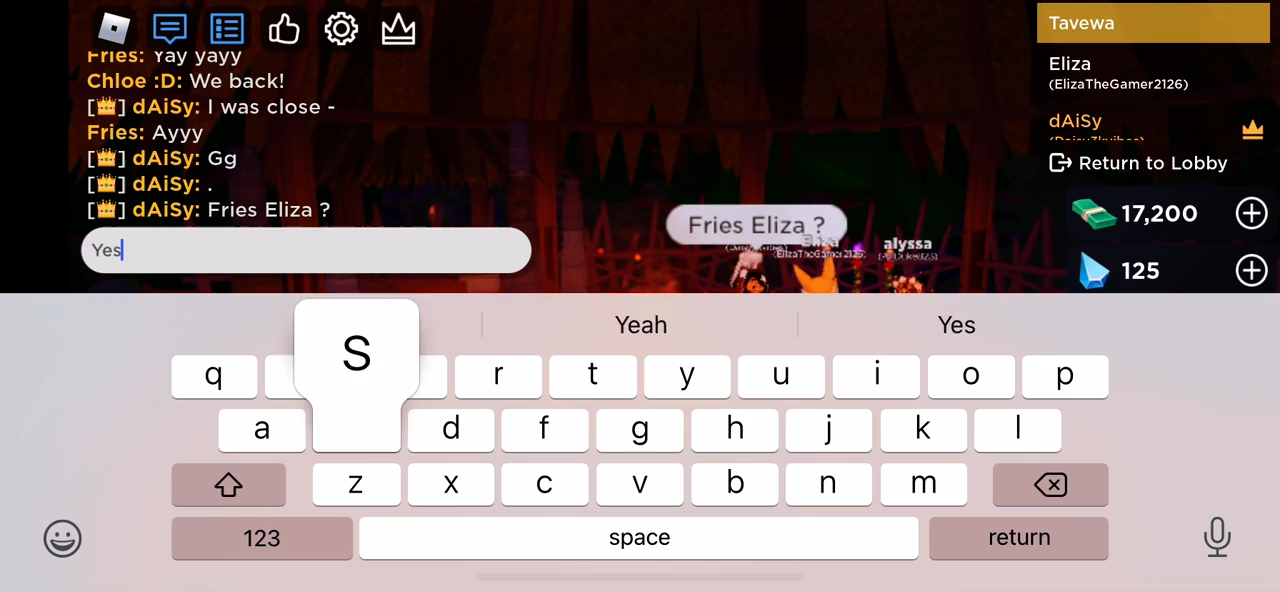 Fries: Yay yayy
Chloe :D: We back!
[👑] dAiSy: I was close -
Fries: Ayyy
[👑] dAiSy: Gg
[👑] dAiSy: .
[👑] dAiSy: Fries Eliza ?
Yes
Fries Eliza ?
Eliza
(ElizaTheGamer2126)
alyssa
Tavewa
Eliza
(ElizaTheGamer2126)
dAiSy
Return to Lobby
17,200
125
S
Yeah
Yes
q r t y u i o p
a d f g h j k l
z x c v b n m
123
space
return